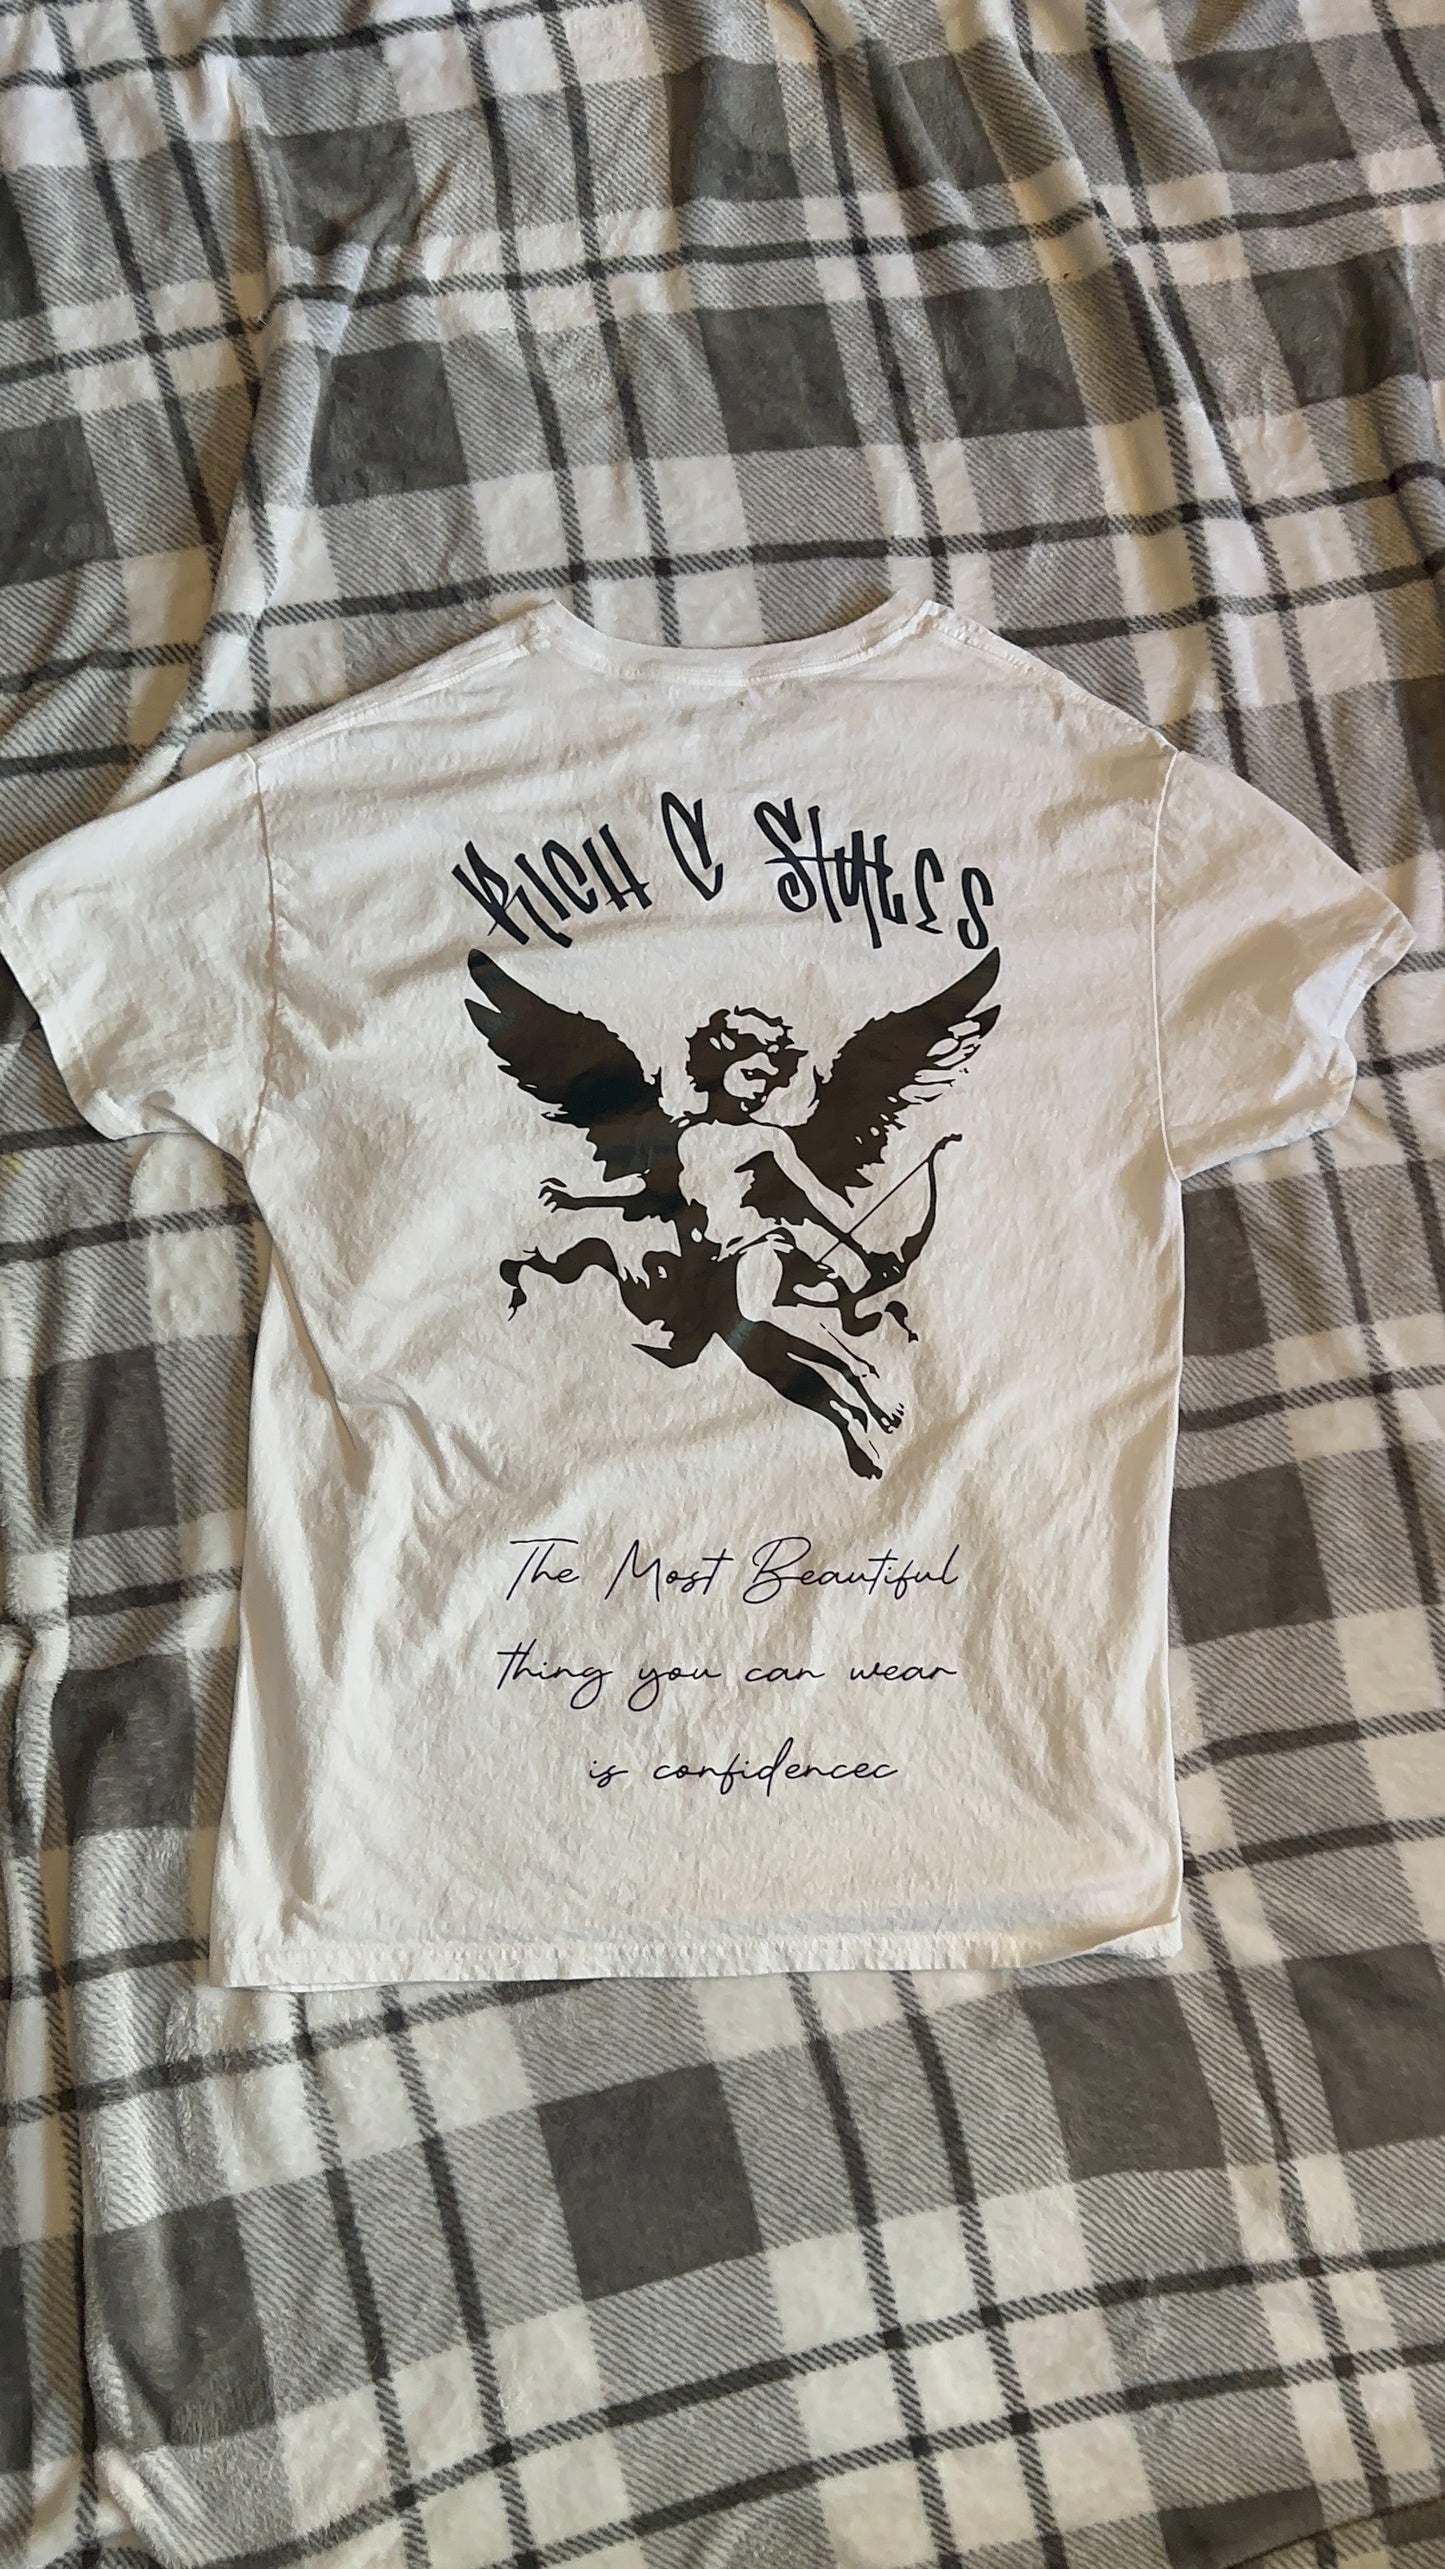 RICH C StyLES
The Most Beautiful
thing you can wear
is confidencec